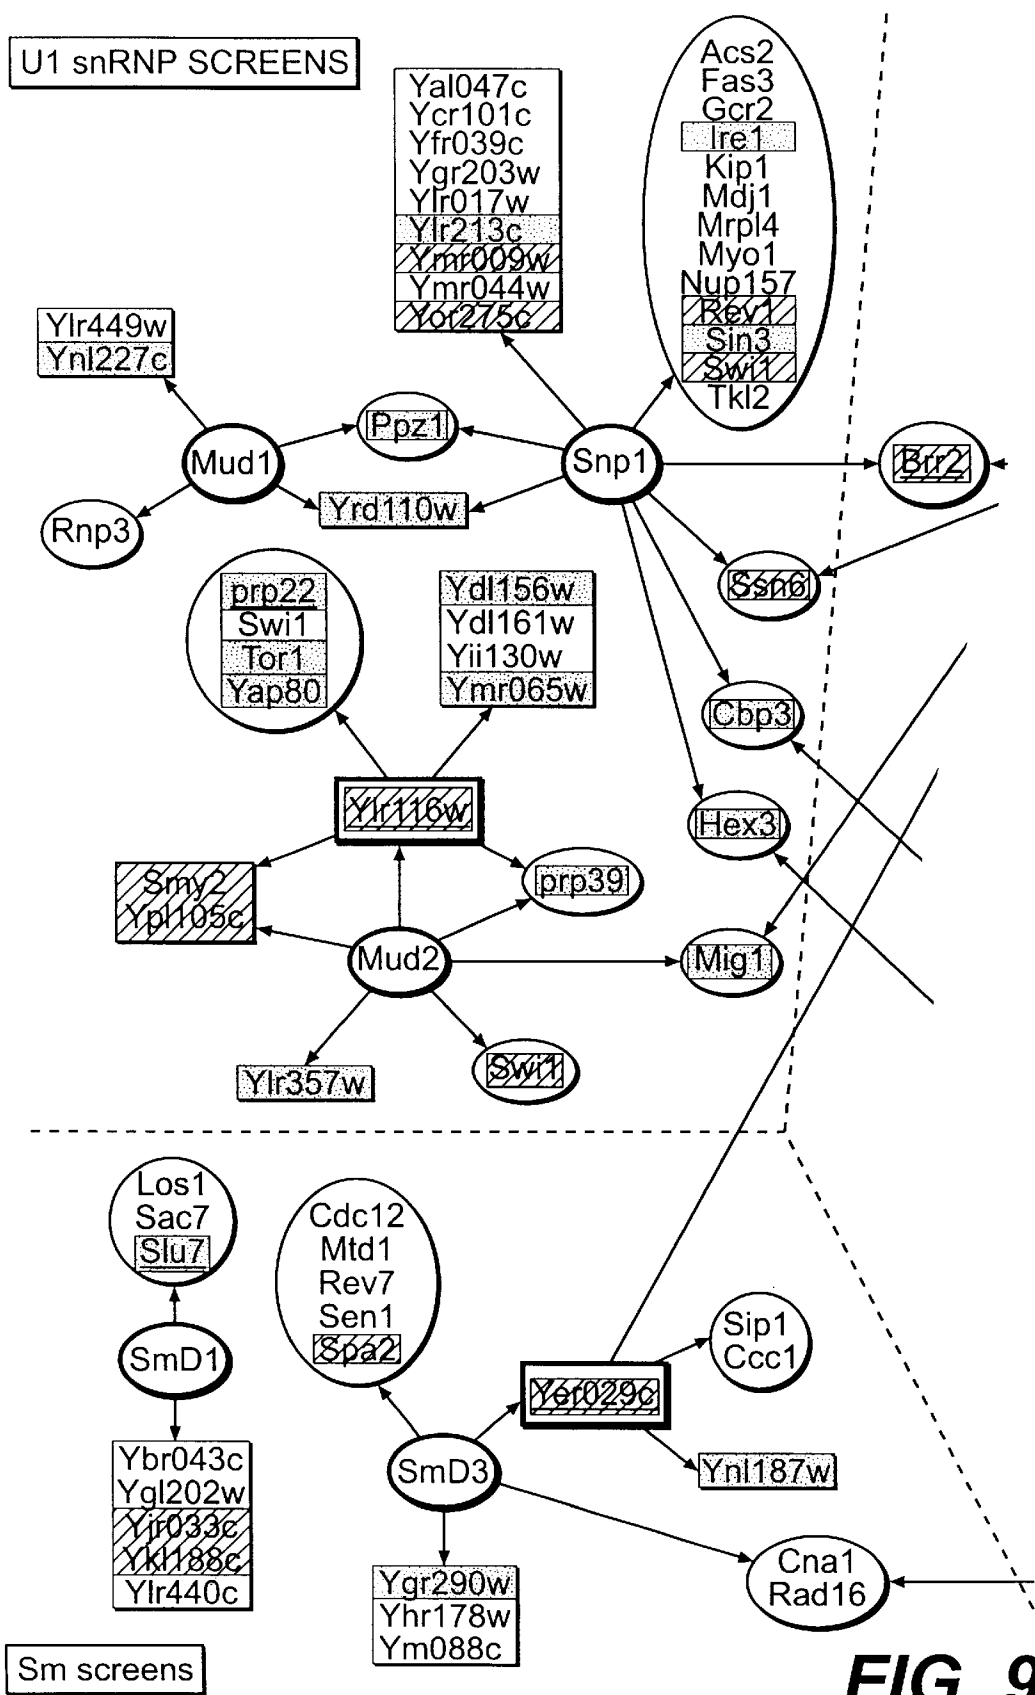 U1 snRNP SCREENS
Yal047c
Ycr101c
Yfr039c
Ygr203w
Ylr017w
Ylr213c
Ymr009w
Ymr044w
Yor275c
Acs2
Fas3
Gcr2
Ire1
Kip1
Mdj1
Mrpl4
Myo1
Nup157
Rev1
Sin3
Swi1
Tkl2
Ylr449w
Ynl227c
Ppz1
Mud1
Snp1
Brr2
Rnp3
Yrd110w
Ssn6
prp22
Swi1
Tor1
Yap80
Ydl156w
Ydl161w
Yii130w
Ymr065w
Cbp3
Ylr116w
Hex3
Smy2
Ypl105c
prp39
Mud2
Mig1
Ylr357w
Swi1
Los1
Sac7
Slu7
Cdc12
Mtd1
Rev7
Sen1
Spa2
SmD1
Sip1
Ccc1
Yer029c
Ybr043c
Ygl202w
Yjr033c
Ykl188c
Ylr440c
SmD3
Ynl187w
Ygr290w
Yhr178w
Ym088c
Cna1
Rad16
Sm screens
FIG. 9